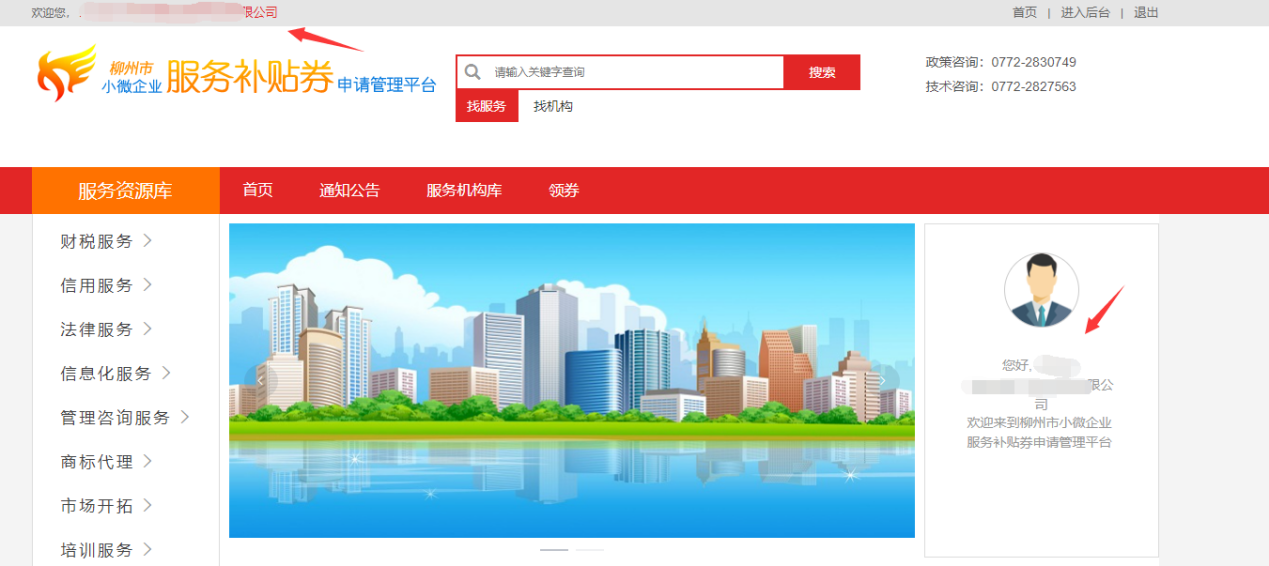 欢迎您, 限公司
首页 | 进入后台 | 退出
柳州市
小微企业 服务补贴券 申请管理平台
请输入关键字查询 搜索
找服务 找机构
政策咨询：0772-2830749
技术咨询：0772-2827563
服务资源库 首页 通知公告 服务机构库 领券
财税服务
信用服务
法律服务
信息化服务
管理咨询服务
商标代理
市场开拓
培训服务
您好,
限公
司
欢迎来到柳州市小微企业
服务补贴券申请管理平台